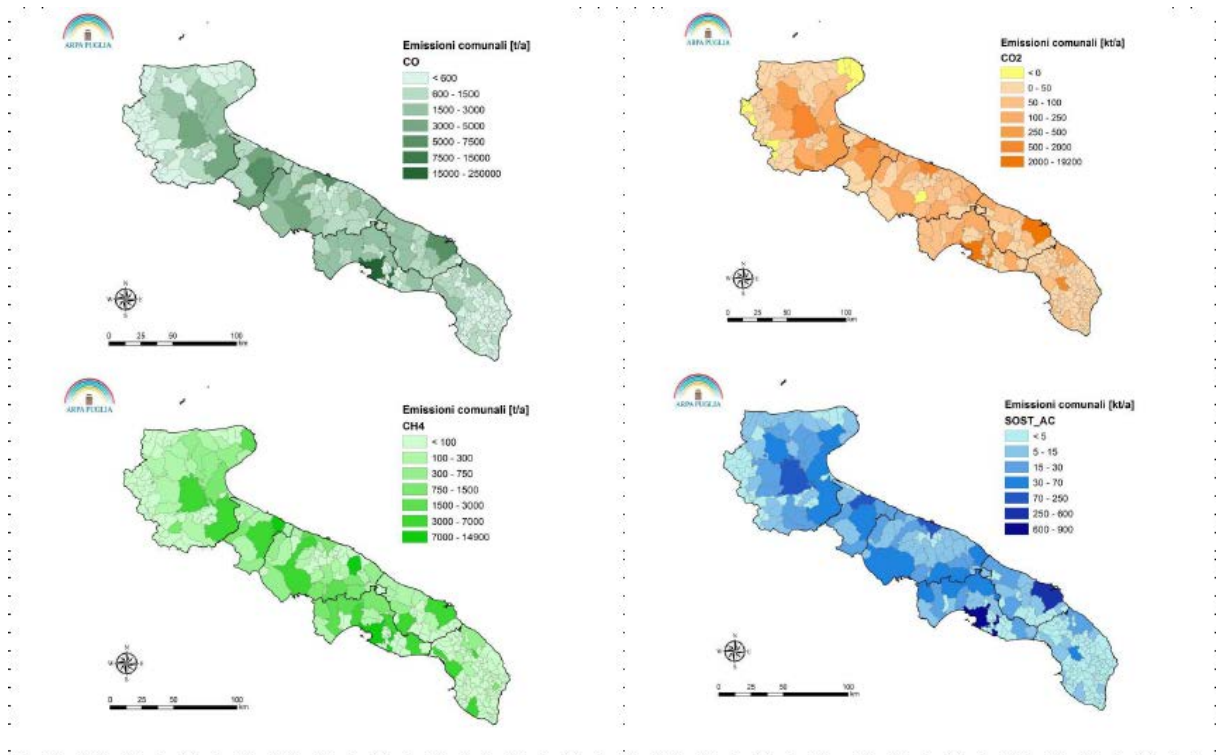 ARPA PUGLIA
Emissioni comunali [t/a]
CO
< 600
600 - 1500
1500 - 3000
3000 - 5000
5000 - 7500
7500 - 15000
15000 - 250000
N
W
E
S
0 25 50 100
km
ARPA PUGLIA
Emissioni comunali [kt/a]
CO2
< 0
0 - 50
50 - 100
100 - 250
250 - 500
500 - 2000
2000 - 19200
N
W
E
S
0 25 50 100
km
ARPA PUGLIA
Emissioni comunali [t/a]
CH4
< 100
100 - 300
300 - 750
750 - 1500
1500 - 3000
3000 - 7000
7000 - 14900
N
W
E
S
0 25 50 100
km
ARPA PUGLIA
Emissioni comunali [kt/a]
SOST_AC
< 5
5 - 15
15 - 30
30 - 70
70 - 250
250 - 600
600 - 900
N
W
E
S
0 25 50 100
km